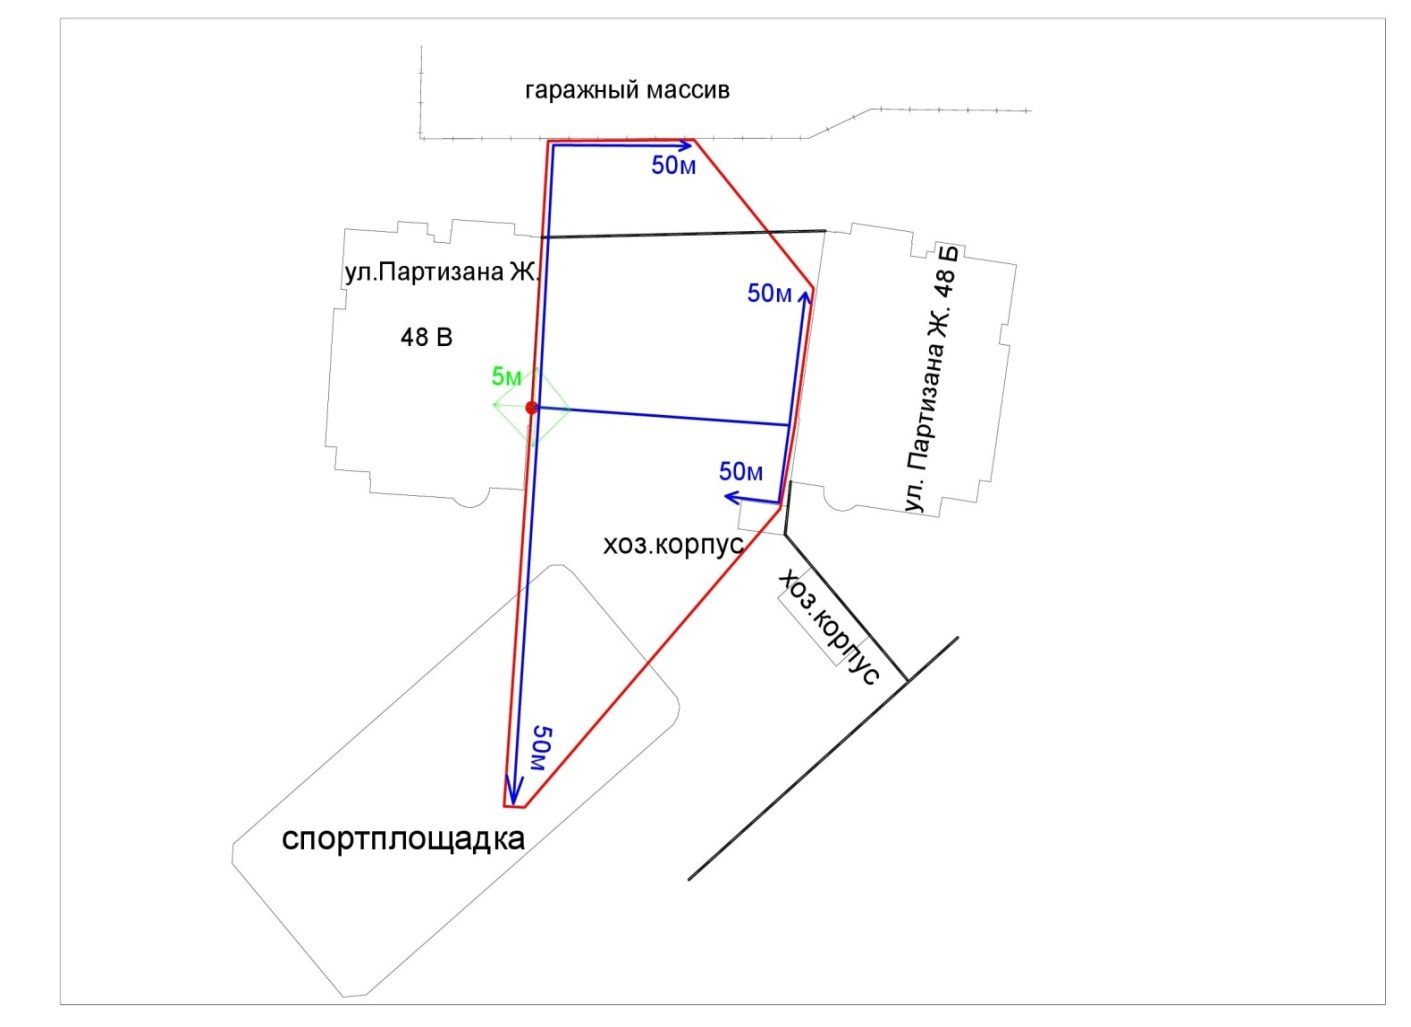 гаражный массив
50м
ул.Партизана Ж.
48 В
50м
ул. Партизана Ж. 48 Б
5м
50м
хоз.корпус
хоз.корпус
50м
спортплощадка